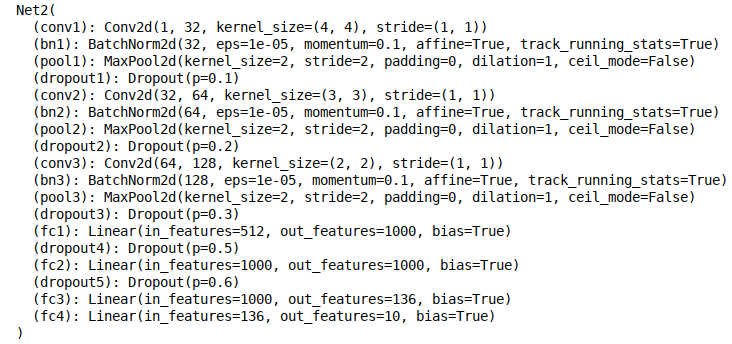 Net2(
  (conv1): Conv2d(1, 32, kernel_size=(4, 4), stride=(1, 1))
  (bn1): BatchNorm2d(32, eps=1e-05, momentum=0.1, affine=True, track_running_stats=True)
  (pool1): MaxPool2d(kernel_size=2, stride=2, padding=0, dilation=1, ceil_mode=False)
  (dropout1): Dropout(p=0.1)
  (conv2): Conv2d(32, 64, kernel_size=(3, 3), stride=(1, 1))
  (bn2): BatchNorm2d(64, eps=1e-05, momentum=0.1, affine=True, track_running_stats=True)
  (pool2): MaxPool2d(kernel_size=2, stride=2, padding=0, dilation=1, ceil_mode=False)
  (dropout2): Dropout(p=0.2)
  (conv3): Conv2d(64, 128, kernel_size=(2, 2), stride=(1, 1))
  (bn3): BatchNorm2d(128, eps=1e-05, momentum=0.1, affine=True, track_running_stats=True)
  (pool3): MaxPool2d(kernel_size=2, stride=2, padding=0, dilation=1, ceil_mode=False)
  (dropout3): Dropout(p=0.3)
  (fc1): Linear(in_features=512, out_features=1000, bias=True)
  (dropout4): Dropout(p=0.5)
  (fc2): Linear(in_features=1000, out_features=1000, bias=True)
  (dropout5): Dropout(p=0.6)
  (fc3): Linear(in_features=1000, out_features=136, bias=True)
  (fc4): Linear(in_features=136, out_features=10, bias=True)
)